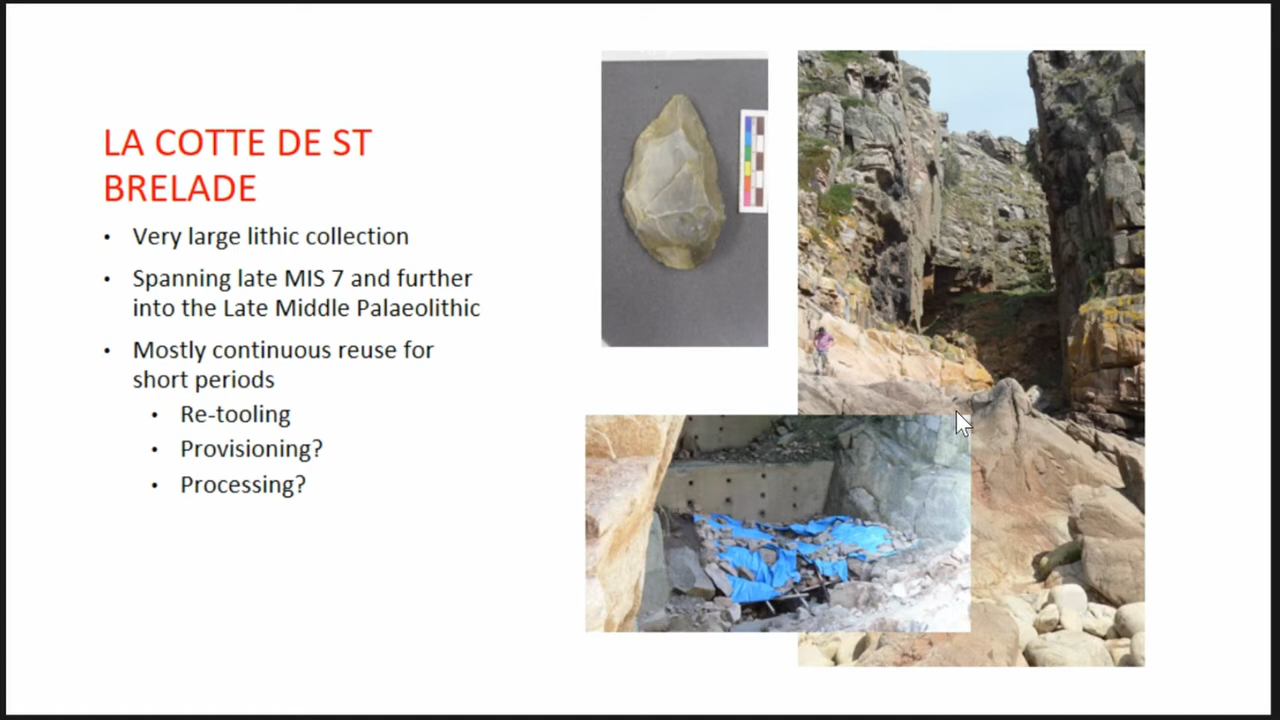 LA COTTE DE ST
BRELADE
• Very large lithic collection
• Spanning late MIS 7 and further
into the Late Middle Palaeolithic
• Mostly continuous reuse for
short periods
• Re-tooling
• Provisioning?
• Processing?